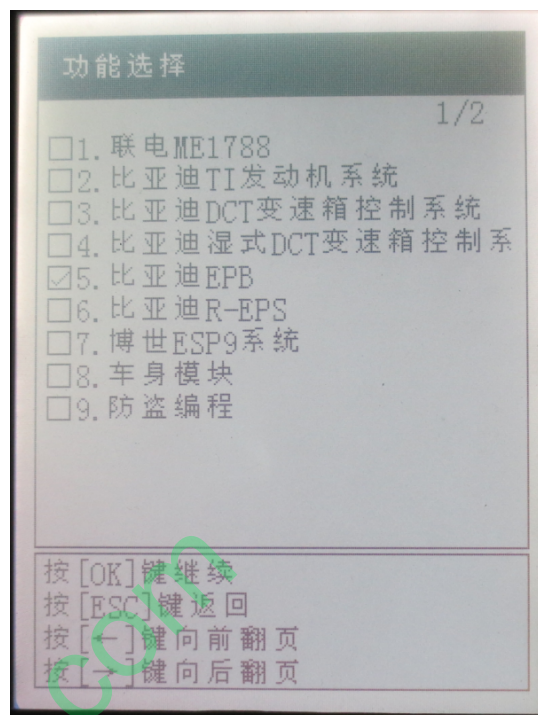 功能选择
1/2
□1.联电ME1788
□2.比亚迪TI发动机系统
□3.比亚迪DCT变速箱控制系统
□4.比亚迪湿式DCT变速箱控制系
☑5.比亚迪EPB
□6.比亚迪R-EPS
□7.博世ESP9系统
□8.车身模块
□9.防盗编程
按[OK]键继续
按[ESC]键返回
按[←]键向前翻页
按[→]键向后翻页
com